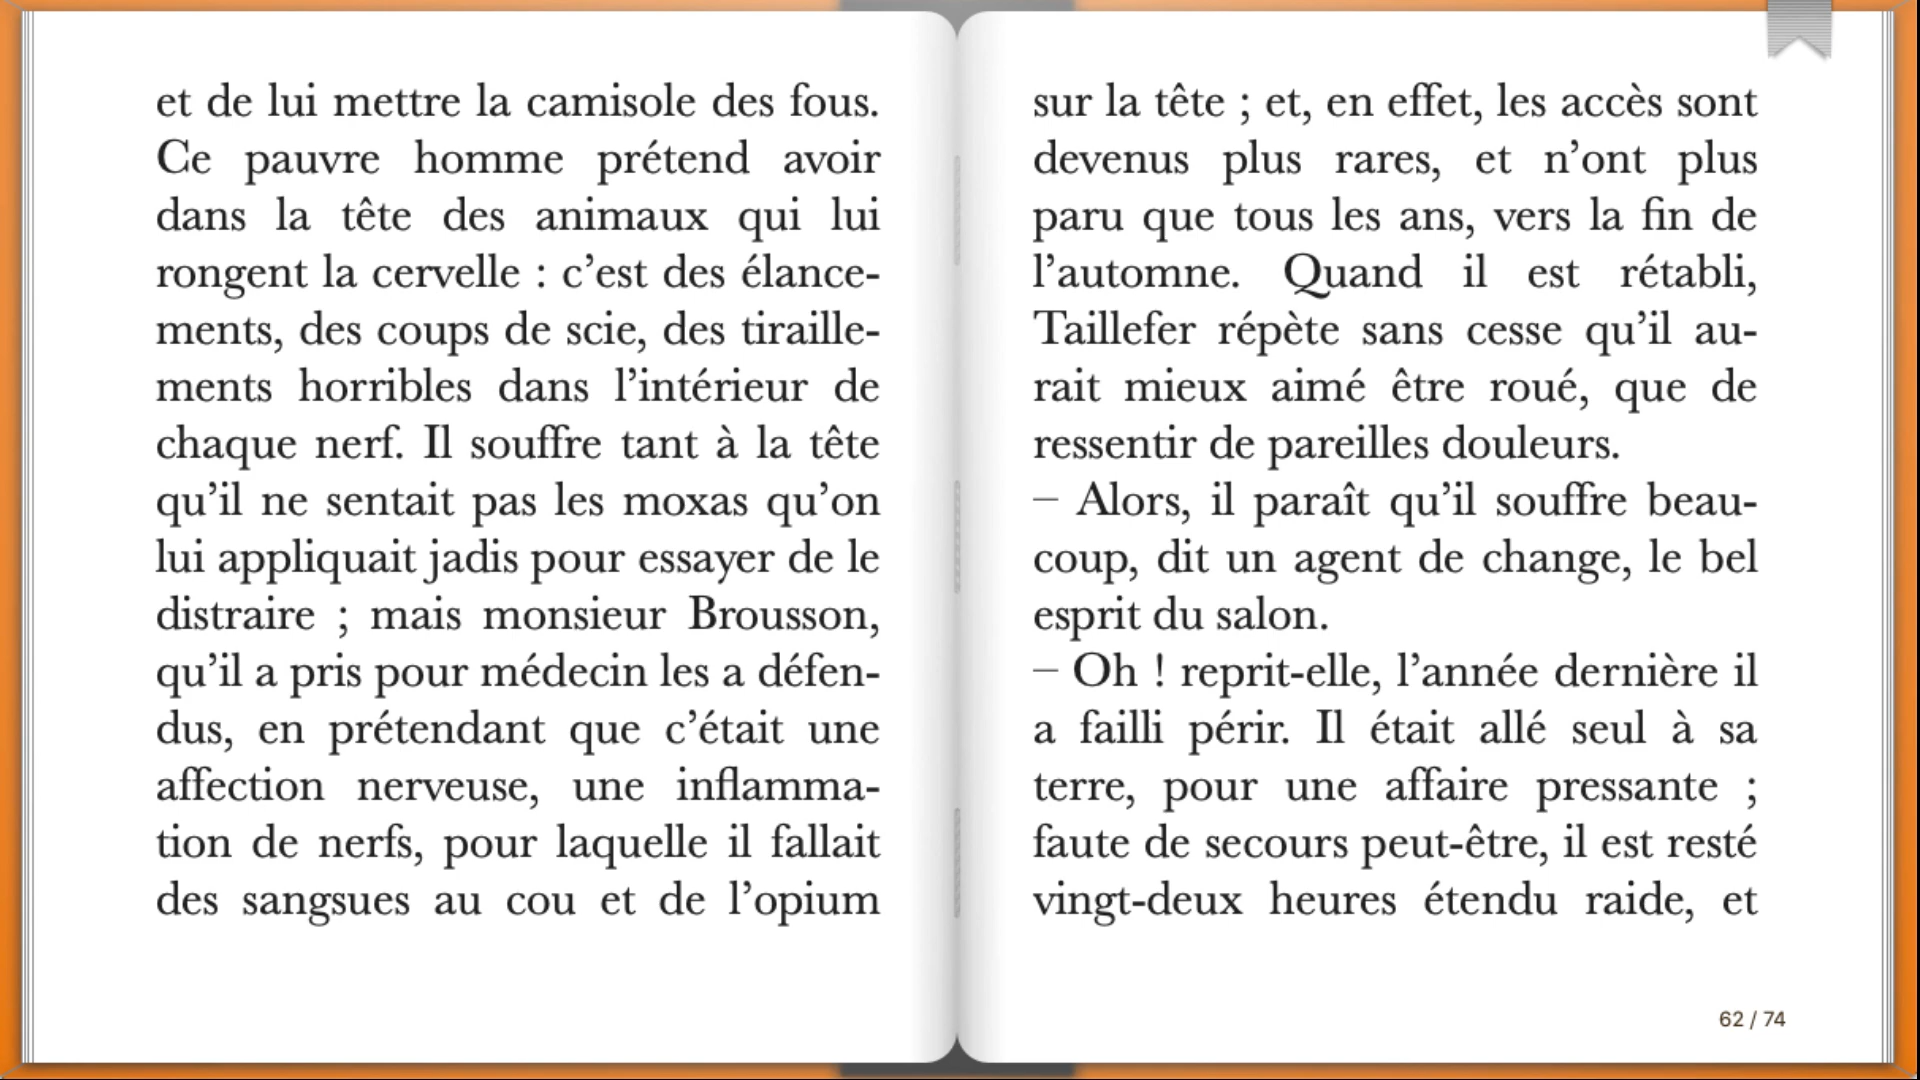 et de lui mettre la camisole des fous.
Ce pauvre homme prétend avoir
dans la tête des animaux qui lui
rongent la cervelle : c’est des élance-
ments, des coups de scie, des tiraille-
ments horribles dans l’intérieur de
chaque nerf. Il souffre tant à la tête
qu’il ne sentait pas les moxas qu’on
lui appliquait jadis pour essayer de le
distraire ; mais monsieur Brousson,
qu’il a pris pour médecin les a défen-
dus, en prétendant que c’était une
affection nerveuse, une inflamma-
tion de nerfs, pour laquelle il fallait
des sangsues au cou et de l’opium
sur la tête ; et, en effet, les accès sont
devenus plus rares, et n’ont plus
paru que tous les ans, vers la fin de
l’automne. Quand il est rétabli,
Taillefer répète sans cesse qu’il au-
rait mieux aimé être roué, que de
ressentir de pareilles douleurs.
– Alors, il paraît qu’il souffre beau-
coup, dit un agent de change, le bel
esprit du salon.
– Oh ! reprit-elle, l’année dernière il
a failli périr. Il était allé seul à sa
terre, pour une affaire pressante ;
faute de secours peut-être, il est resté
vingt-deux heures étendu raide, et
62 / 74